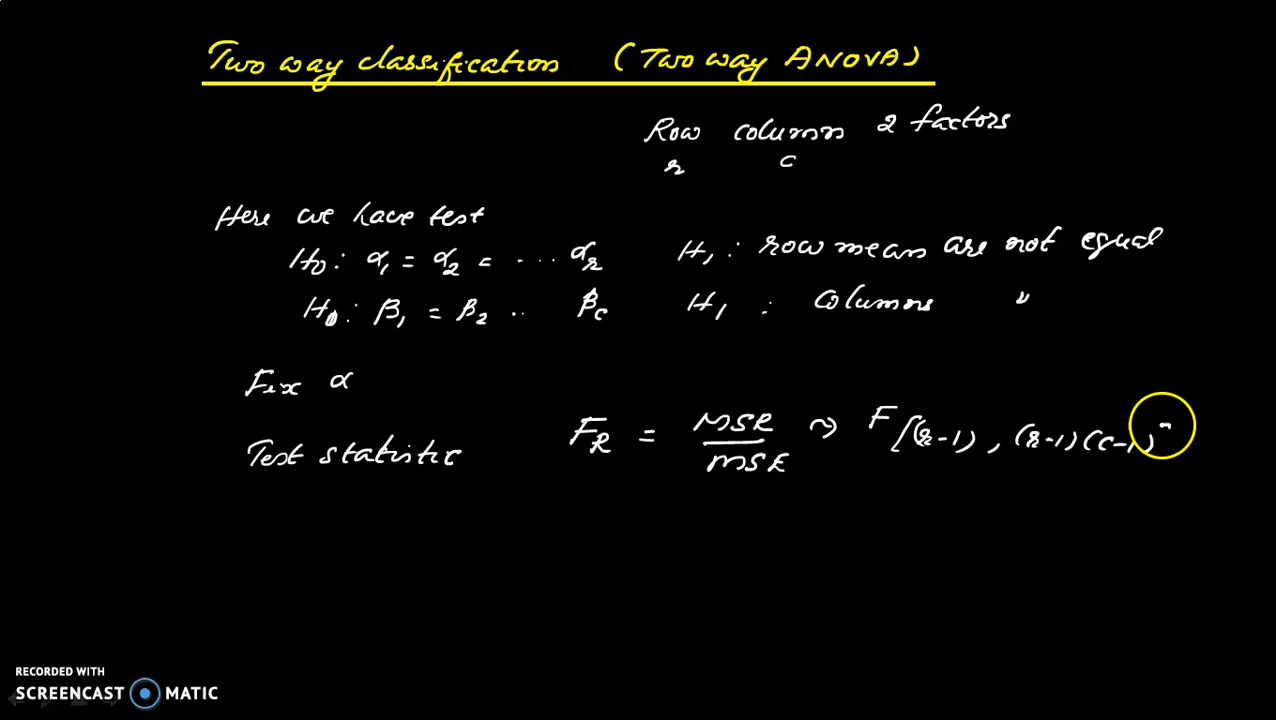 Two way classification (Two way ANOVA)
Row column 2 factors
r c
Here we have test
H0: α1 = α2 = ... αr H1: row mean are not equal
H0: β1 = β2 .. βc H1: columns "
Fix α
Test statistic FR = MSR / MSE ~ F[(r-1), (r-1)(c-1)
RECORDED WITH
SCREENCAST MATIC